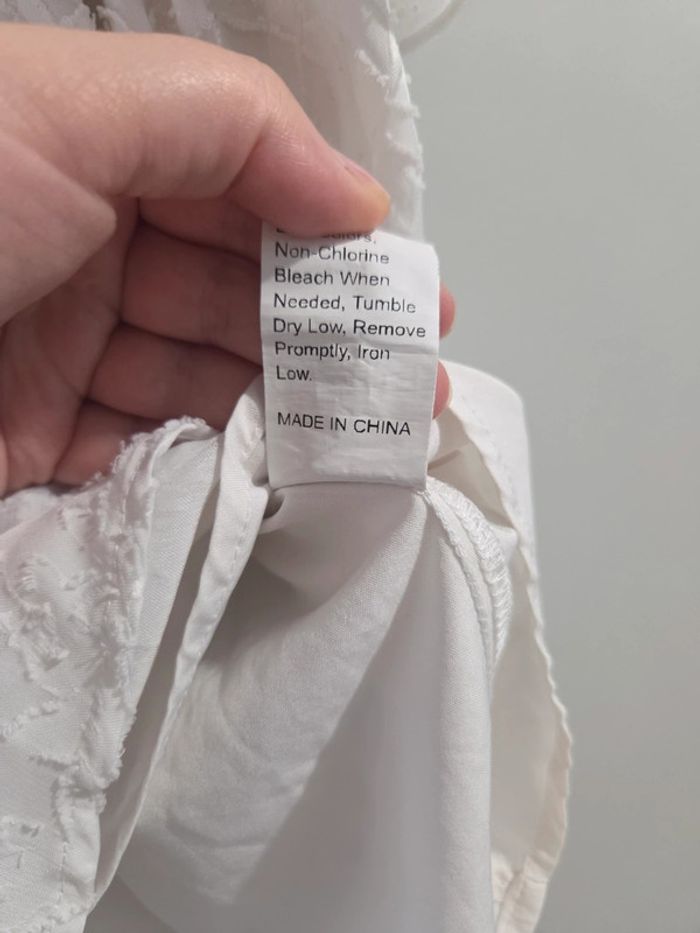 Non-Chlorine
Bleach When
Needed, Tumble
Dry Low, Remove
Promptly, Iron
Low.
MADE IN CHINA